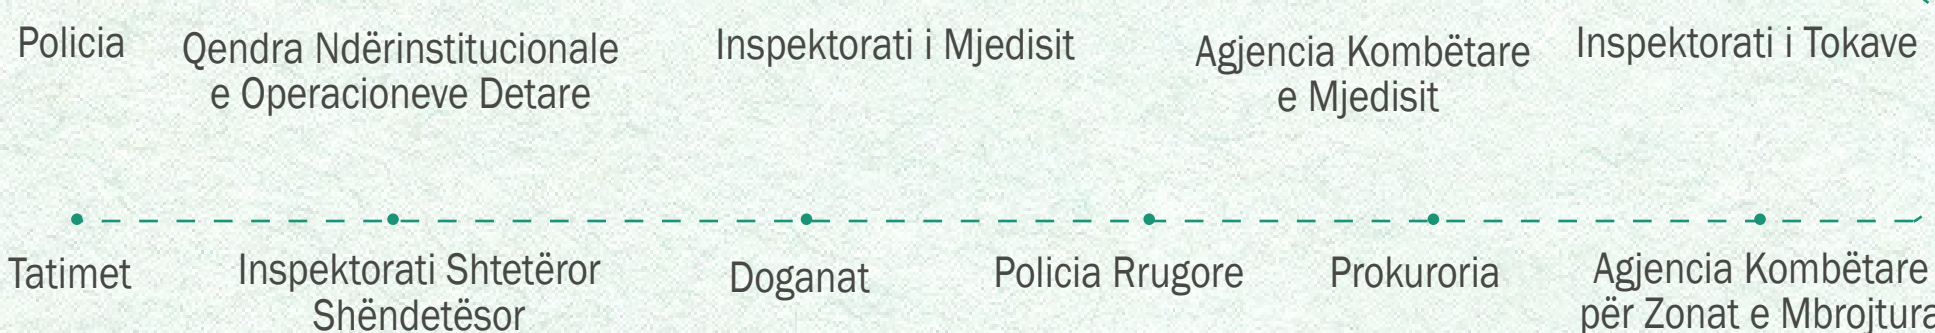 Policia
Qendra Ndërinstitucionale
e Operacioneve Detare
Inspektorati i Mjedisit
Agjencia Kombëtare
e Mjedisit
Inspektorati i Tokave
Tatimet
Inspektorati Shtetëror
Shëndetësor
Doganat
Policia Rrugore
Prokuroria
Agjencia Kombëtare
për Zonat e Mbrojtura